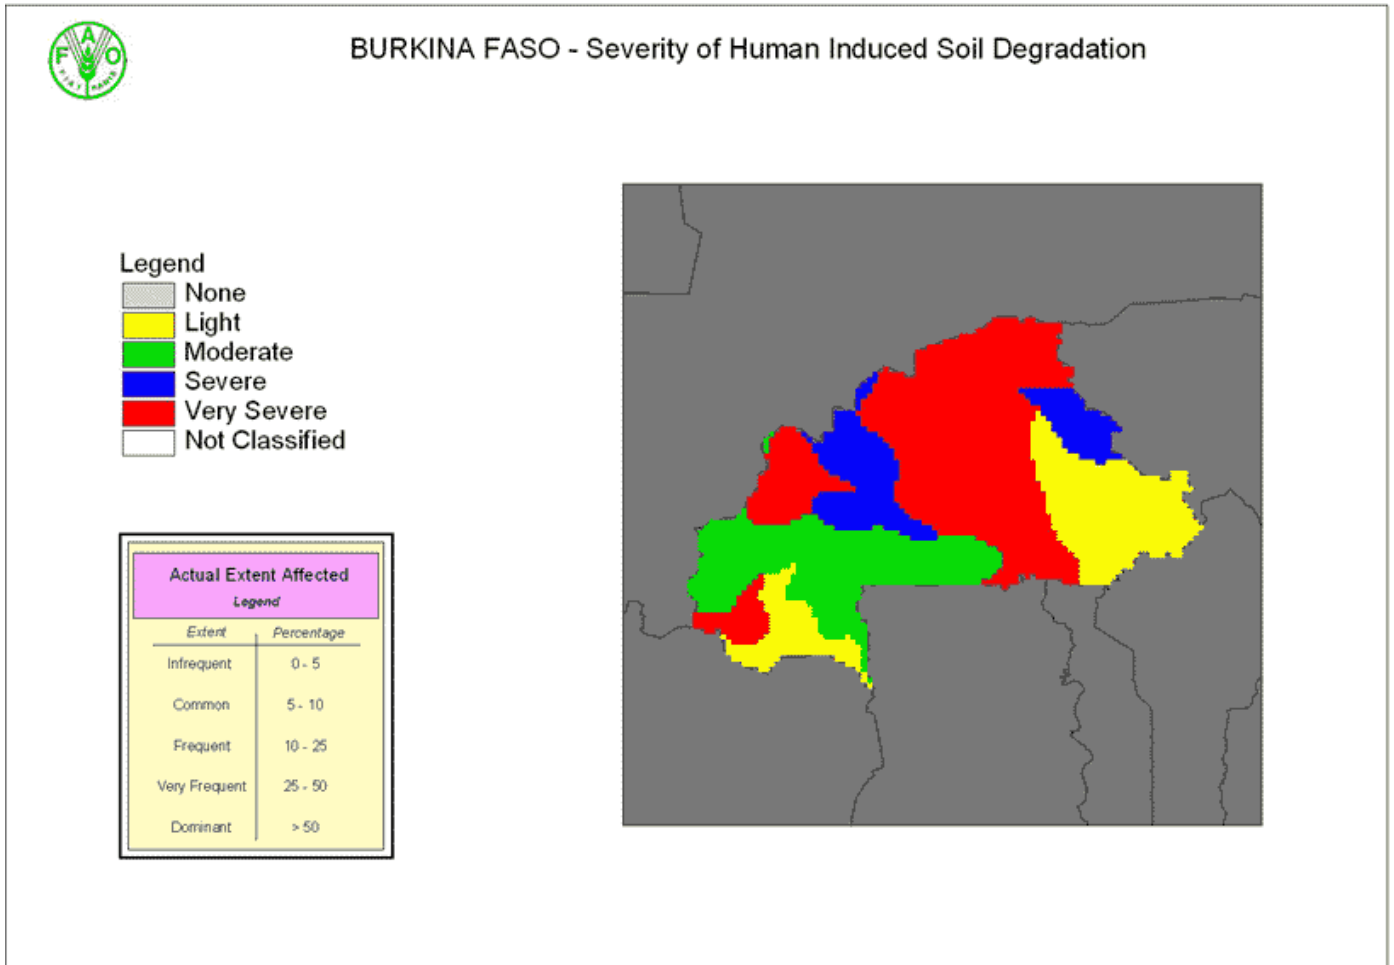 FAO
FIAT PANIS
BURKINA FASO - Severity of Human Induced Soil Degradation
Legend
None
Light
Moderate
Severe
Very Severe
Not Classified
Actual Extent Affected
Legend
Extent Percentage
Infrequent 0 - 5
Common 5 - 10
Frequent 10 - 25
Very Frequent 25 - 50
Dominant > 50